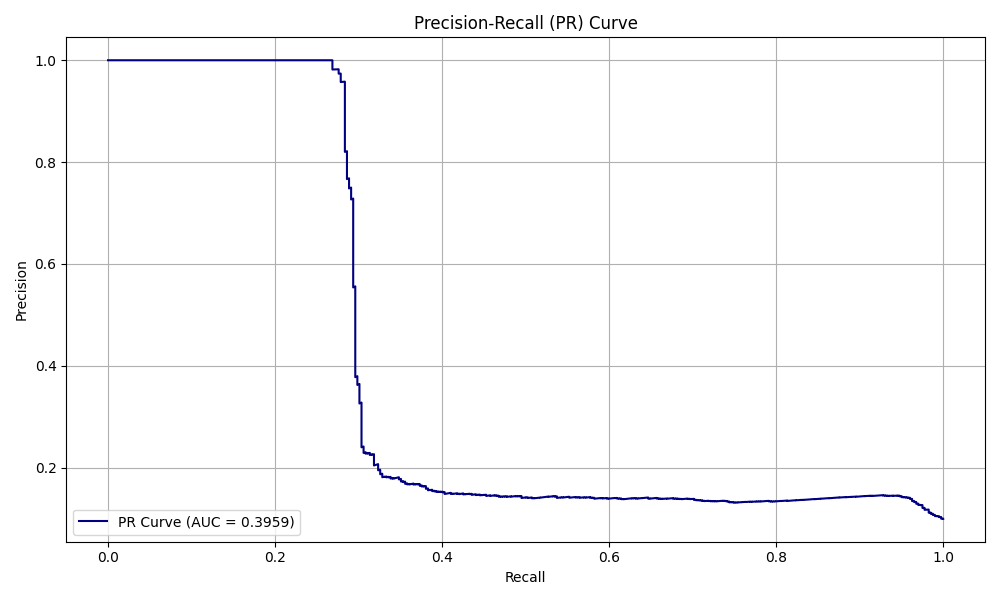 Precision-Recall (PR) Curve
1.0
0.8
0.6
0.4
0.2
Precision
PR Curve (AUC = 0.3959)
0.0 0.2 0.4 0.6 0.8 1.0
Recall